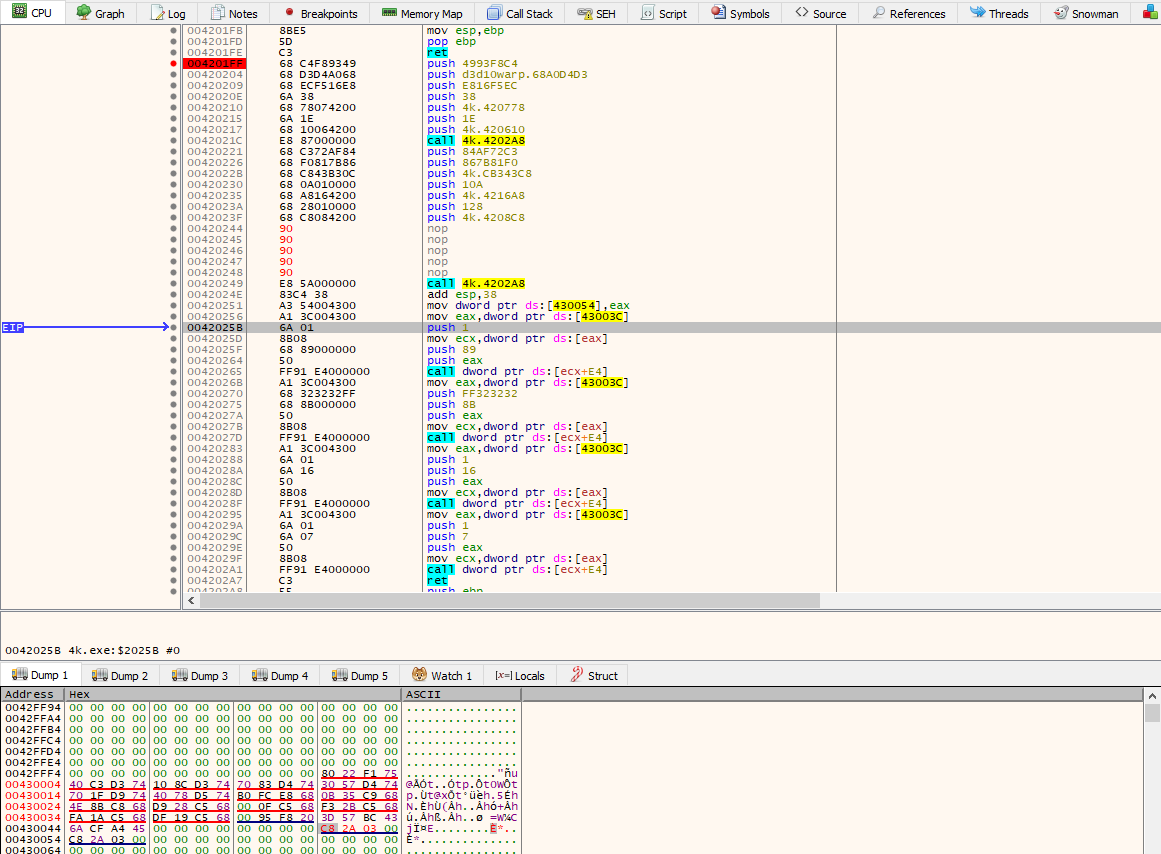 CPU Graph Log Notes Breakpoints Memory Map Call Stack SEH Script Symbols Source References Threads Snowman
004201FB 8BE5 mov esp,ebp
004201FD 5D pop ebp
004201FE C3 ret
004201FF 68 C4F89349 push 4993F8C4
00420204 68 D3D4A068 push d3d10warp.68A0D4D3
00420209 68 ECF516E8 push E816F5EC
0042020E 6A 38 push 38
00420210 68 78074200 push 4k.420778
00420215 6A 1E push 1E
00420217 68 10064200 push 4k.420610
0042021C E8 87000000 call 4k.4202A8
00420221 68 C372AF84 push 84AF72C3
00420226 68 F0817B86 push 867B81F0
0042022B 68 C843B30C push 4k.CB343C8
00420230 68 0A010000 push 10A
00420235 68 A8164200 push 4k.4216A8
0042023A 68 28010000 push 128
0042023F 68 C8084200 push 4k.4208C8
00420244 90 nop
00420245 90 nop
00420246 90 nop
00420247 90 nop
00420248 90 nop
00420249 E8 5A000000 call 4k.4202A8
0042024E 83C4 38 add esp,38
00420251 A3 54004300 mov dword ptr ds:[430054],eax
00420256 A1 3C004300 mov eax,dword ptr ds:[43003C]
EIP 0042025B 6A 01 push 1
0042025D 8B08 mov ecx,dword ptr ds:[eax]
0042025F 68 89000000 push 89
00420264 50 push eax
00420265 FF91 E4000000 call dword ptr ds:[ecx+E4]
0042026B A1 3C004300 mov eax,dword ptr ds:[43003C]
00420270 68 323232FF push FF323232
00420275 68 8B000000 push 8B
0042027A 50 push eax
0042027B 8B08 mov ecx,dword ptr ds:[eax]
0042027D FF91 E4000000 call dword ptr ds:[ecx+E4]
00420283 A1 3C004300 mov eax,dword ptr ds:[43003C]
00420288 6A 01 push 1
0042028A 6A 16 push 16
0042028C 50 push eax
0042028D 8B08 mov ecx,dword ptr ds:[eax]
0042028F FF91 E4000000 call dword ptr ds:[ecx+E4]
00420295 A1 3C004300 mov eax,dword ptr ds:[43003C]
0042029A 6A 01 push 1
0042029C 6A 07 push 7
0042029E 50 push eax
0042029F 8B08 mov ecx,dword ptr ds:[eax]
004202A1 FF91 E4000000 call dword ptr ds:[ecx+E4]
004202A7 C3 ret
0042025B 4k.exe:$2025B #0
Dump 1 Dump 2 Dump 3 Dump 4 Dump 5 Watch 1 [x=] Locals Struct
Address Hex ASCII
0042FF94 00 00 00 00 00 00 00 00 00 00 00 00 00 00 00 00 ................
0042FFA4 00 00 00 00 00 00 00 00 00 00 00 00 00 00 00 00 ................
0042FFB4 00 00 00 00 00 00 00 00 00 00 00 00 00 00 00 00 ................
0042FFC4 00 00 00 00 00 00 00 00 00 00 00 00 00 00 00 00 ................
0042FFD4 00 00 00 00 00 00 00 00 00 00 00 00 00 00 00 00 ................
0042FFE4 00 00 00 00 00 00 00 00 00 00 00 00 00 00 00 00 ................
0042FFF4 00 00 00 00 00 00 00 00 00 00 00 00 80 22 F1 75 ............."ñu
00430004 40 C3 D3 74 10 8C D3 74 70 83 D4 74 30 57 D4 74 @ÃÓt..Ótp.Ôt0WÔt
00430014 70 1F D9 74 40 78 D5 74 B0 FC E8 68 0B 35 C9 68 p.Ùt@xÕt°üèh.5Éh
00430024 4E 8B C8 68 D9 28 C5 68 00 0F C5 68 F3 2B C5 68 N.ÈhÙ(Åh..Åhó+Åh
00430034 FA 1A C5 68 DF 19 C5 68 00 95 F8 20 3D 57 BC 43 ú.Åhß.Åh..ø =W¼C
00430044 6A CF A4 45 00 00 00 00 00 00 00 00 C8 2A 03 00 jÏ¤E........È*..
00430054 C8 2A 03 00 00 00 00 00 00 00 00 00 00 00 00 00 È*..............
00430064 00 00 00 00 00 00 00 00 00 00 00 00 00 00 00 00